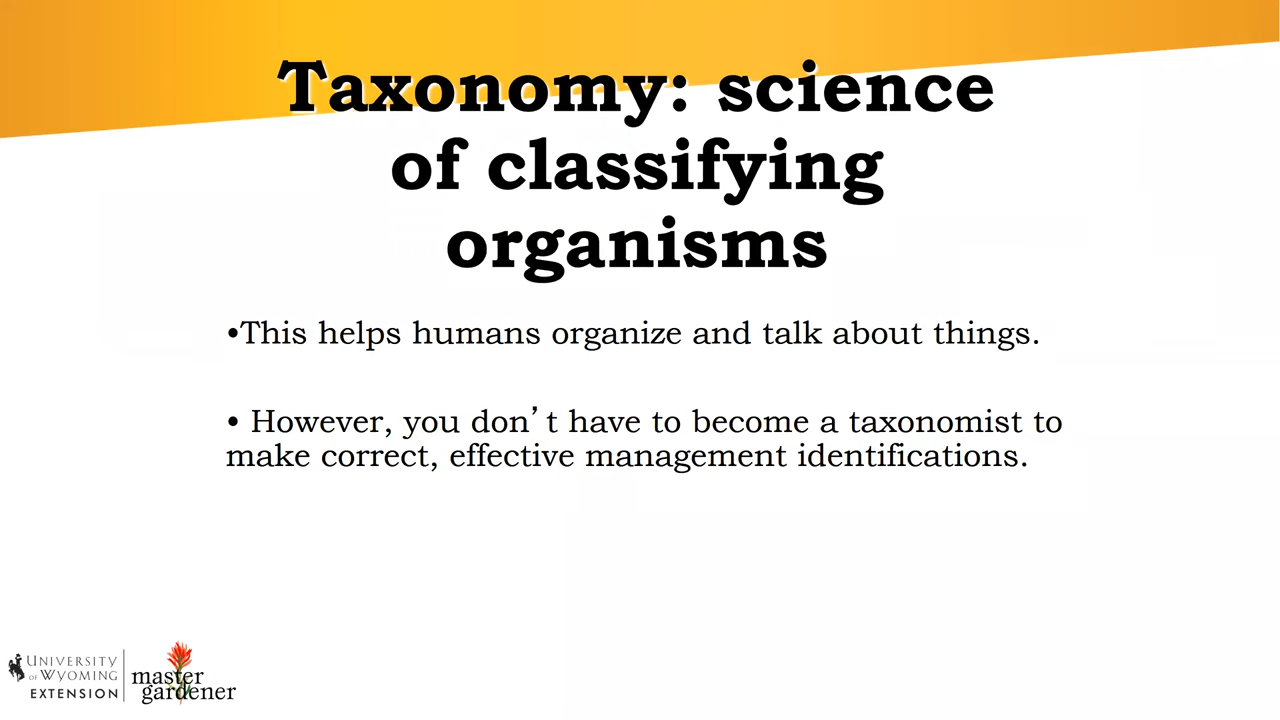 Taxonomy: science
of classifying
organisms
•This helps humans organize and talk about things.
• However, you don’t have to become a taxonomist to
make correct, effective management identifications.
UNIVERSITY
OF WYOMING
EXTENSION
master
gardener